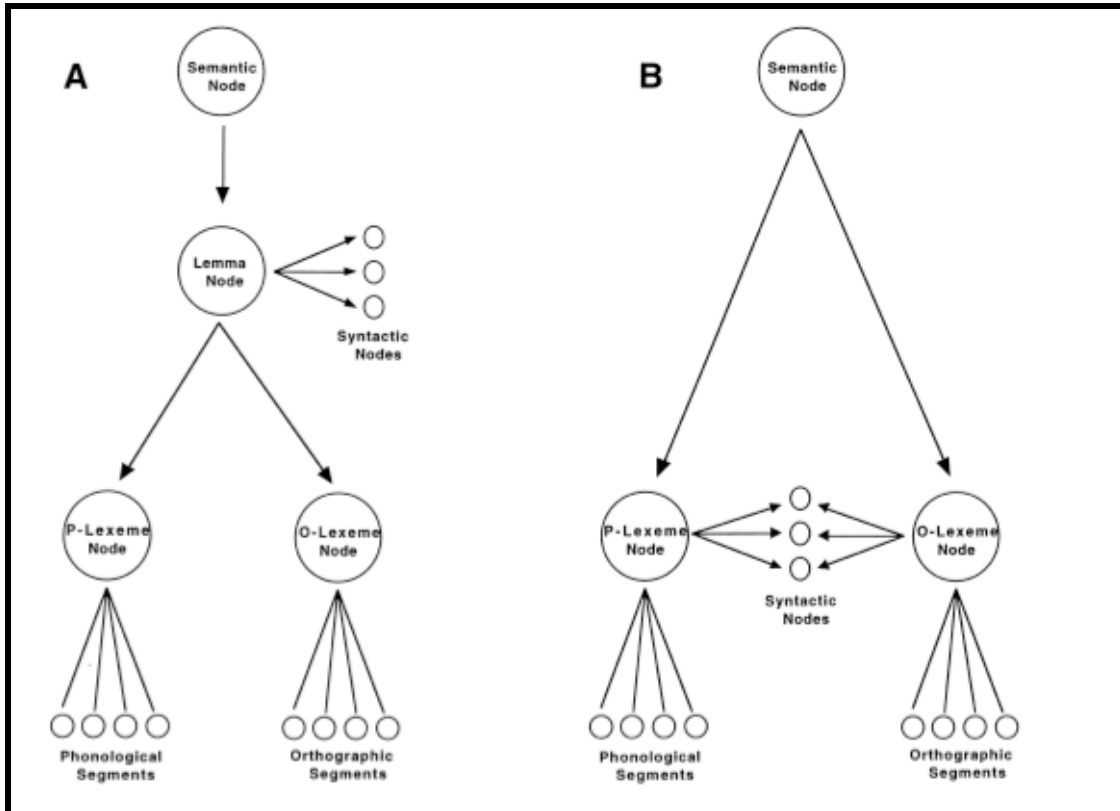 A
Semantic
Node
Lemma
Node
Syntactic
Nodes
P-Lexeme
Node
O-Lexeme
Node
Phonological
Segments
Orthographic
Segments
B
Semantic
Node
P-Lexeme
Node
O-Lexeme
Node
Syntactic
Nodes
Phonological
Segments
Orthographic
Segments